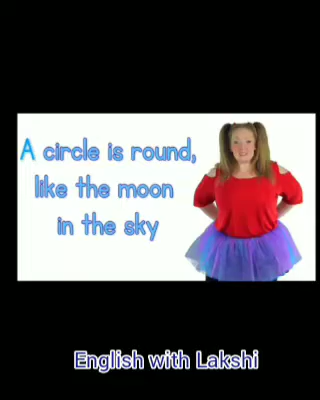 A circle is round,
like the moon
in the sky
English with Lakshi